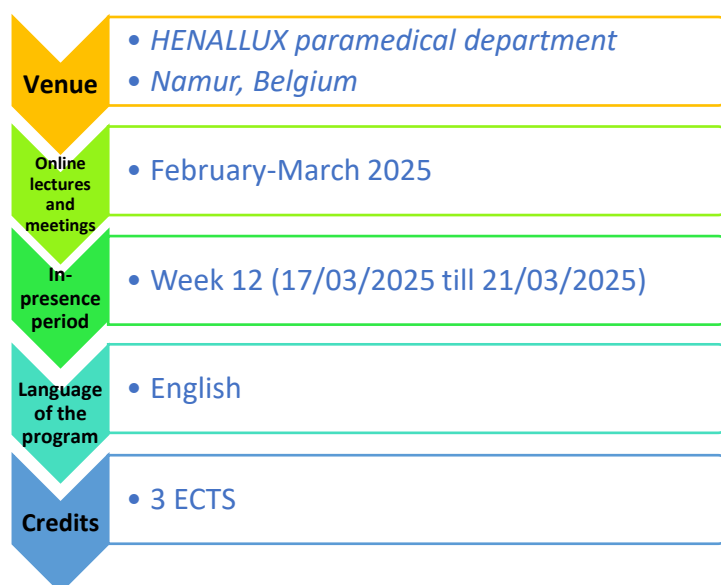 Venue
• HENALLUX paramedical department
• Namur, Belgium
Online
lectures
and
meetings
• February-March 2025
In-
presence
period
• Week 12 (17/03/2025 till 21/03/2025)
Language
of the
program
• English
Credits
• 3 ECTS